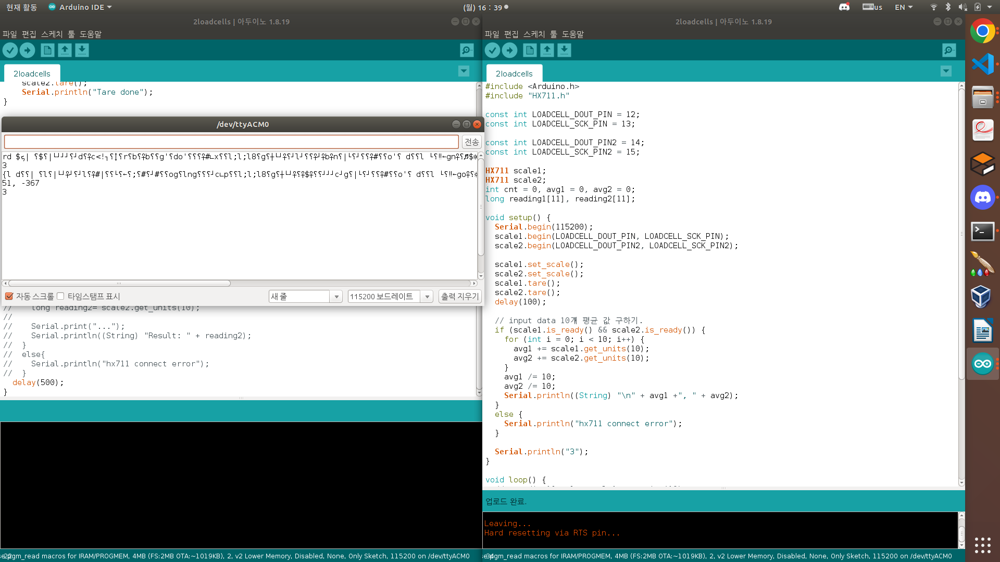 현재 활동
Arduino IDE
(월) 16 : 39
us
EN
2loadcells | 아두이노 1.8.19
파일 편집 스케치 툴 도움말
2loadcells
scale2.tare();
Serial.println("Tare done");
}
/dev/ttyACM0
전송
3
51, -367
3
자동 스크롤
타임스탬프 표시
새 줄
115200 보드레이트
출력 지우기
// long reading2= scale2.get_units(10);
//
// Serial.print("...");
// Serial.println((String) "Result: " + reading2);
// }
// else{
// Serial.println("hx711 connect error");
// }
delay(500);
}
pgm_read macros for IRAM/PROGMEM, 4MB (FS:2MB OTA:~1019KB), 2, v2 Lower Memory, Disabled, None, Only Sketch, 115200 on /dev/ttyACM0
2loadcells | 아두이노 1.8.19
파일 편집 스케치 툴 도움말
2loadcells
#include <Arduino.h>
#include "HX711.h"
const int LOADCELL_DOUT_PIN = 12;
const int LOADCELL_SCK_PIN = 13;
const int LOADCELL_DOUT_PIN2 = 14;
const int LOADCELL_SCK_PIN2 = 15;
HX711 scale1;
HX711 scale2;
int cnt = 0, avg1 = 0, avg2 = 0;
long reading1[11], reading2[11];
void setup() {
Serial.begin(115200);
scale1.begin(LOADCELL_DOUT_PIN, LOADCELL_SCK_PIN);
scale2.begin(LOADCELL_DOUT_PIN2, LOADCELL_SCK_PIN2);
scale1.set_scale();
scale2.set_scale();
scale1.tare();
scale2.tare();
delay(100);
// input data 10개 평균 값 구하기.
if (scale1.is_ready() && scale2.is_ready()) {
for (int i = 0; i < 10; i++) {
avg1 += scale1.get_units(10);
avg2 += scale2.get_units(10);
}
avg1 /= 10;
avg2 /= 10;
Serial.println((String) "\n" + avg1 +", " + avg2);
}
else {
Serial.println("hx711 connect error");
}
Serial.println("3");
}
void loop() {
업로드 완료.
Leaving...
Hard resetting via RTS pin...
pgm_read macros for IRAM/PROGMEM, 4MB (FS:2MB OTA:~1019KB), 2, v2 Lower Memory, Disabled, None, Only Sketch, 115200 on /dev/ttyACM0